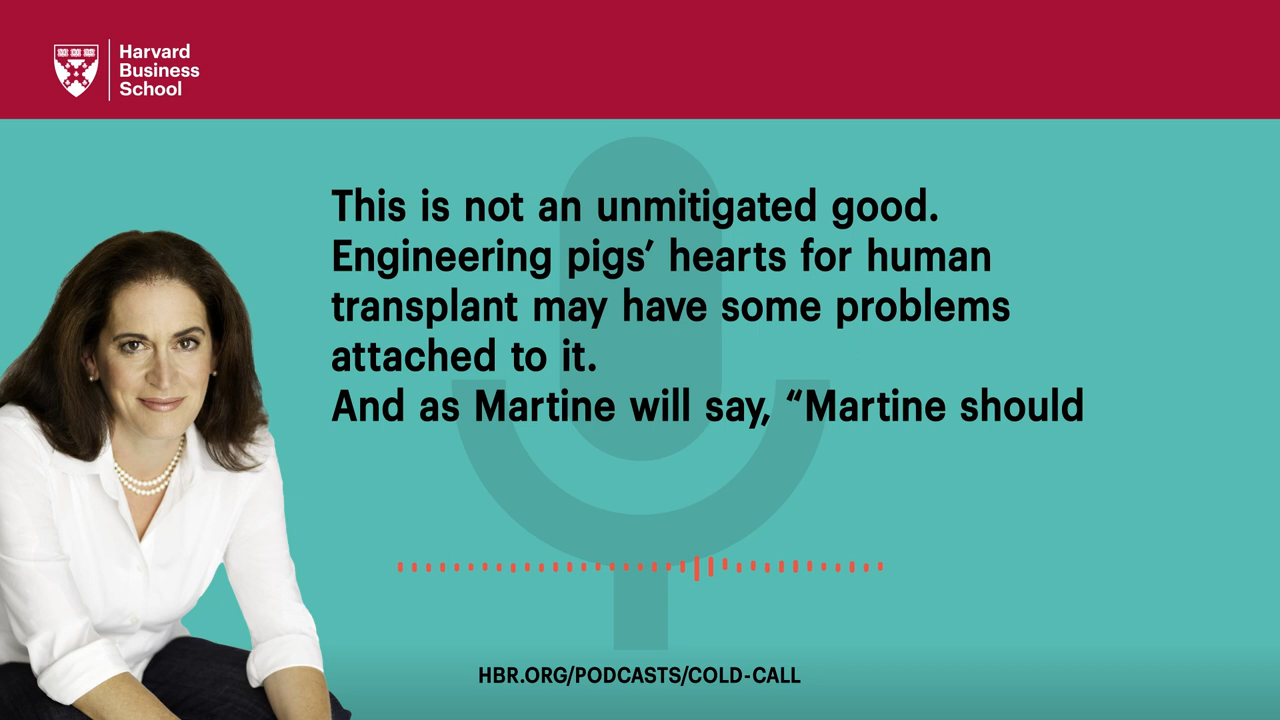 Harvard
Business
School
This is not an unmitigated good.
Engineering pigs’ hearts for human
transplant may have some problems
attached to it.
And as Martine will say, “Martine should
HBR.ORG/PODCASTS/COLD-CALL